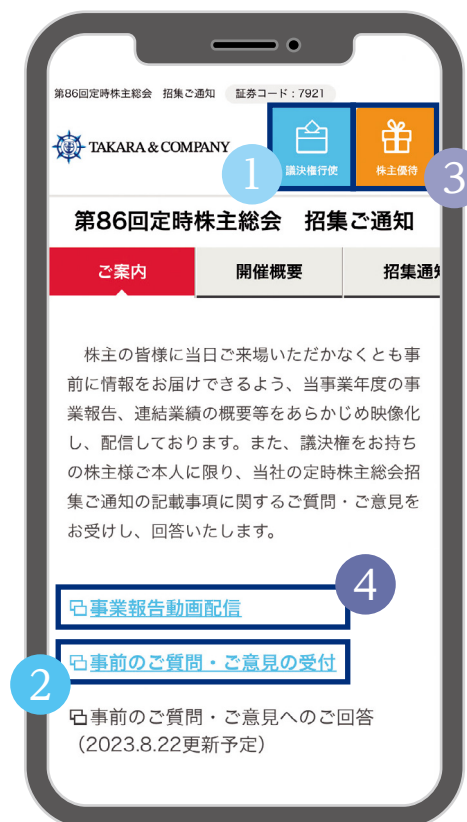 第86回定時株主総会　招集ご通知　証券コード：7921
TAKARA & COMPANY
1
議決権行使
株主優待
3
第86回定時株主総会　招集ご通知
ご案内　開催概要　招集通
株主の皆様に当日ご来場いただかなくとも事
前に情報をお届けできるよう、当事業年度の事
業報告、連結業績の概要等をあらかじめ映像化
し、配信しております。また、議決権をお持ち
の株主様ご本人に限り、当社の定時株主総会招
集ご通知の記載事項に関するご質問・ご意見を
お受けし、回答いたします。
4
事業報告動画配信
事前のご質問・ご意見の受付
2
事前のご質問・ご意見へのご回答
（2023.8.22更新予定）